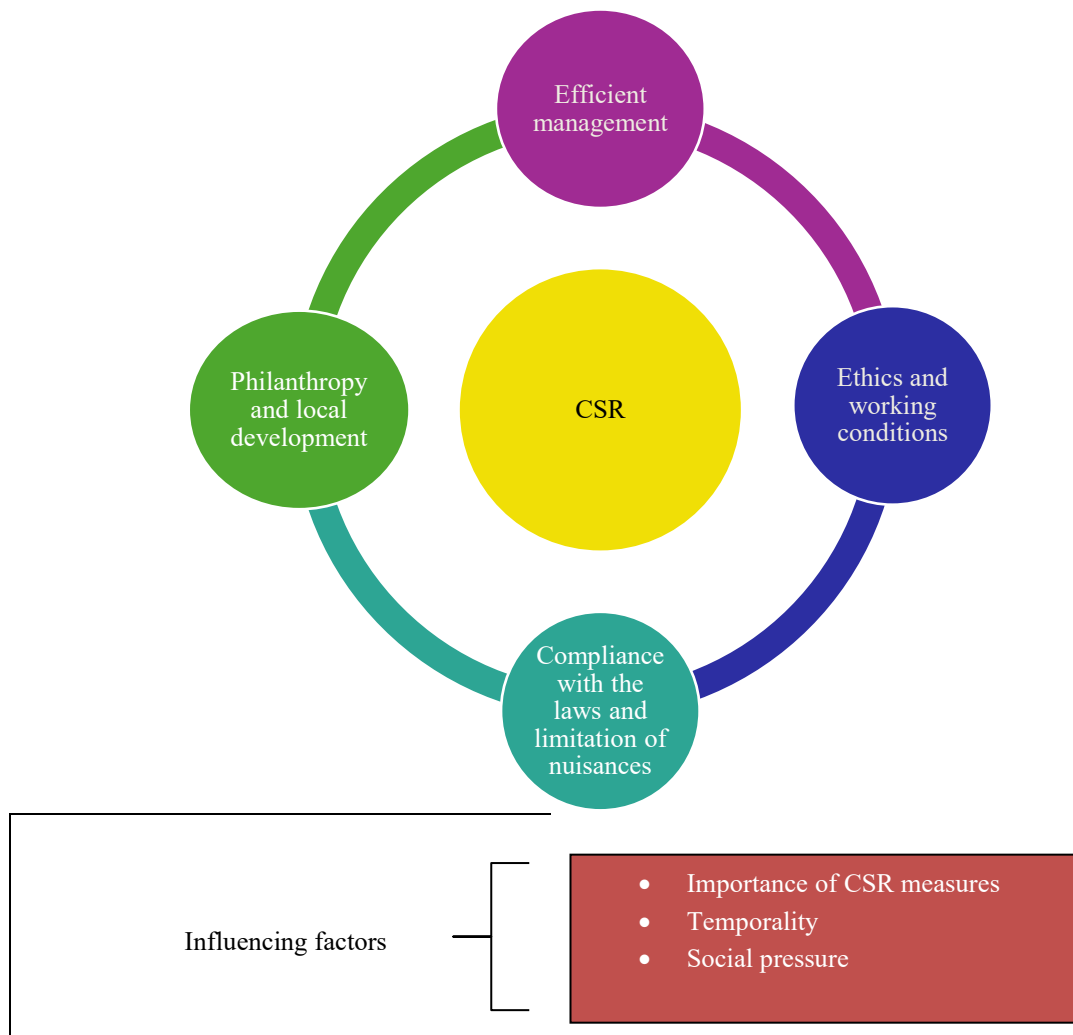 Efficient
management
Philanthropy
and local
development
CSR
Ethics and
working
conditions
Compliance
with the
laws and
limitation of
nuisances
Influencing factors
• Importance of CSR measures
• Temporality
• Social pressure